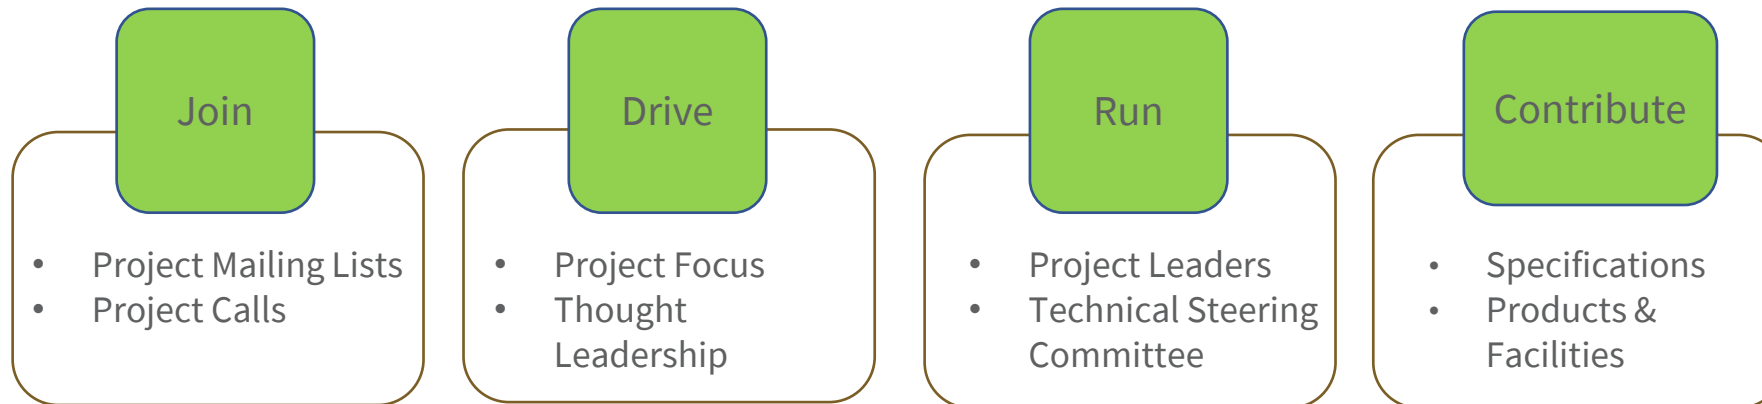 Join
• Project Mailing Lists
• Project Calls
Drive
• Project Focus
• Thought
Leadership
Run
• Project Leaders
• Technical Steering
Committee
Contribute
• Specifications
• Products &
Facilities